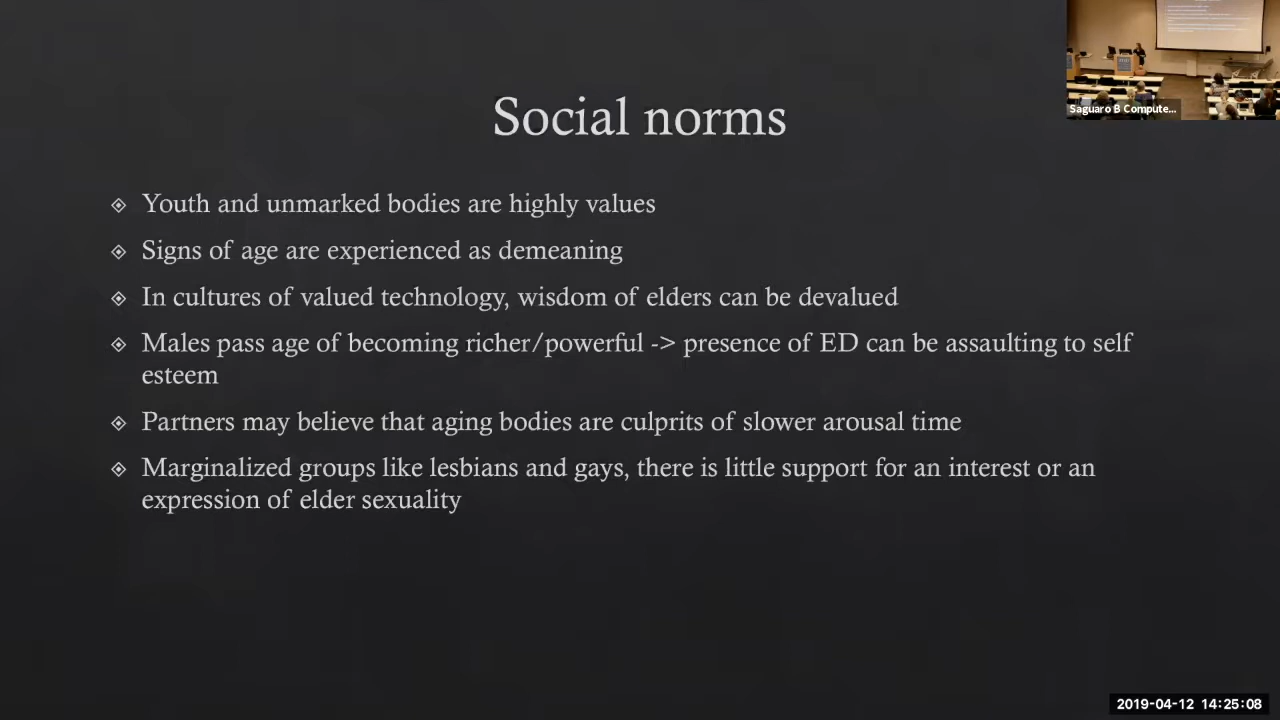 Saguaro B Compute...
Social norms
Youth and unmarked bodies are highly values
Signs of age are experienced as demeaning
In cultures of valued technology, wisdom of elders can be devalued
Males pass age of becoming richer/powerful -> presence of ED can be assaulting to self
esteem
Partners may believe that aging bodies are culprits of slower arousal time
Marginalized groups like lesbians and gays, there is little support for an interest or an
expression of elder sexuality
2019-04-12 14:25:08